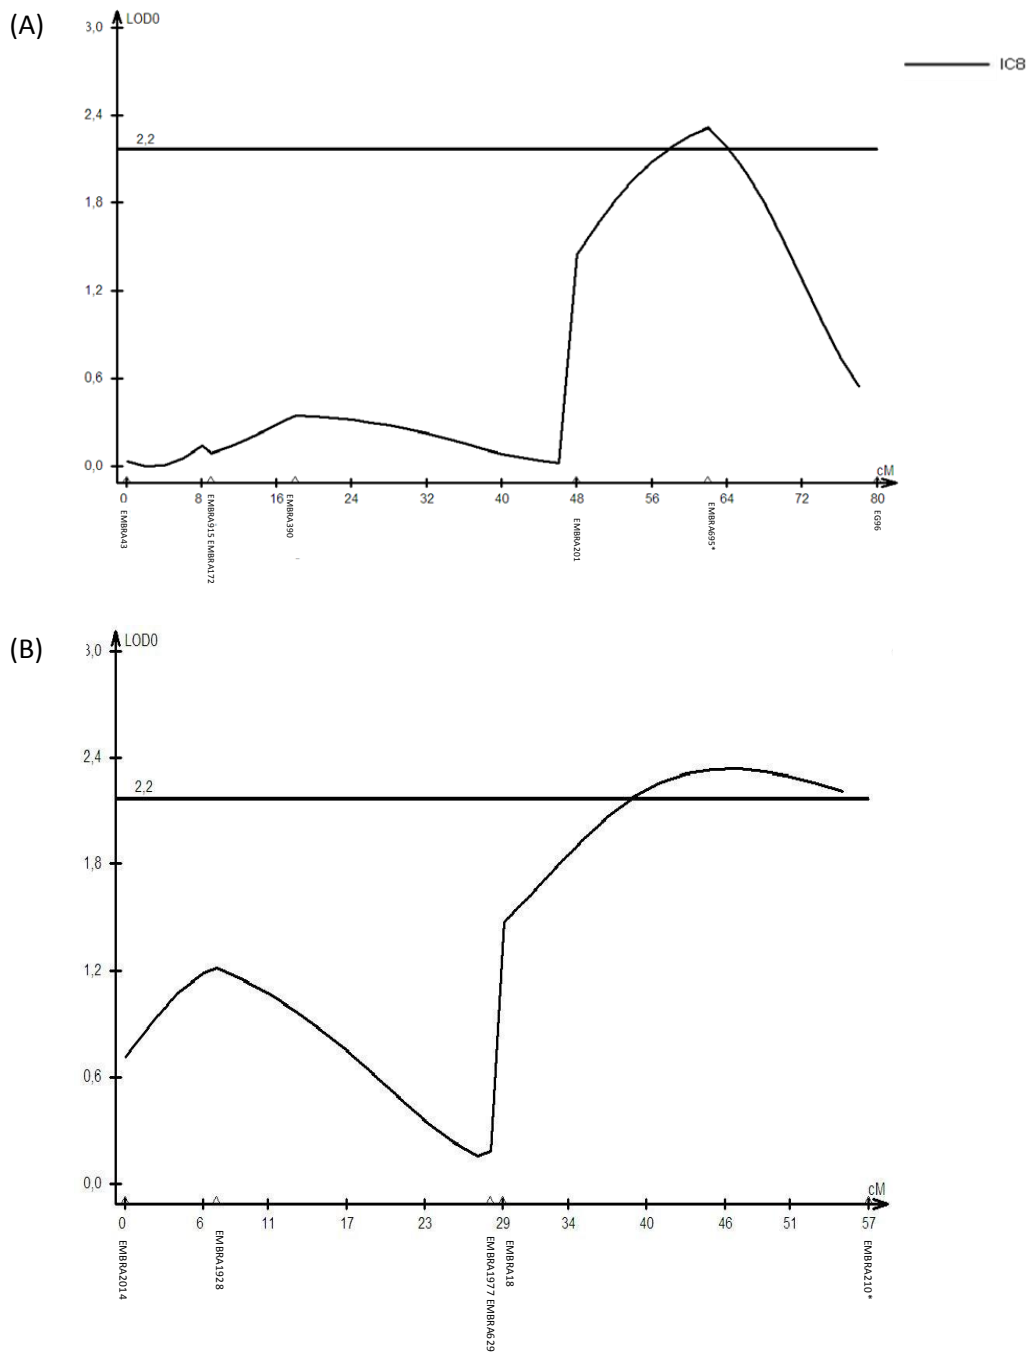 (A)
LOD0
3,0
IC8
2,4
2,2
1,8
1,2
0,6
0,0
cM
0 8 16 24 32 40 48 56 64 72 80
EMBRA43
EMBRA915 EMBRA172
EMBRA390
EMBRA201
EMBRA695*
EG96
(B)
LOD0
3,0
2,4
2,2
1,8
1,2
0,6
0,0
cM
0 6 11 17 23 29 34 40 46 51 57
EMBRA2014
EMBRA1928
EMBRA1977 EMBRA629
EMBRA18
EMBRA210*